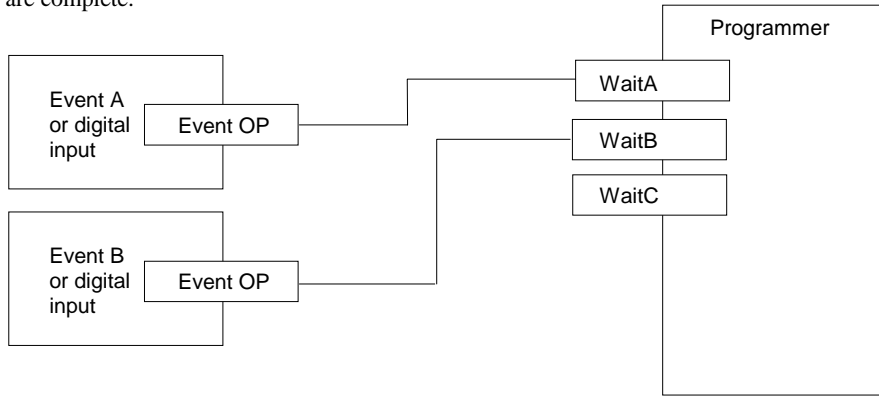 are complete.
Programmer
Event A
or digital
input
Event OP
WaitA
WaitB
WaitC
Event B
or digital
input
Event OP